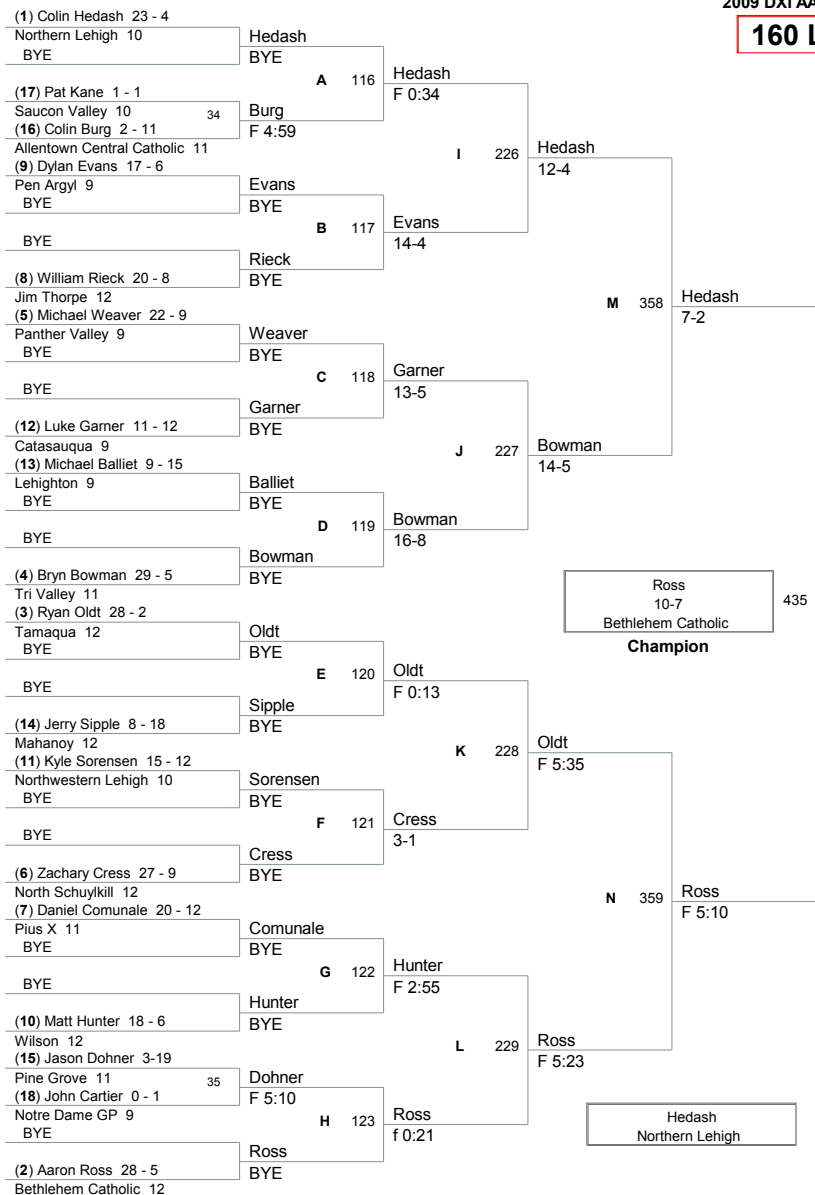 2009 DXI AA
160 L
(1) Colin Hedash 23 - 4
Northern Lehigh 10
BYE
(17) Pat Kane 1 - 1
Saucon Valley 10
34
(16) Colin Burg 2 - 11
Allentown Central Catholic 11
(9) Dylan Evans 17 - 6
Pen Argyl 9
BYE
BYE
(8) William Rieck 20 - 8
Jim Thorpe 12
(5) Michael Weaver 22 - 9
Panther Valley 9
BYE
BYE
(12) Luke Garner 11 - 12
Catasauqua 9
(13) Michael Balliet 9 - 15
Lehighton 9
BYE
BYE
(4) Bryn Bowman 29 - 5
Tri Valley 11
(3) Ryan Oldt 28 - 2
Tamaqua 12
BYE
BYE
(14) Jerry Sipple 8 - 18
Mahanoy 12
(11) Kyle Sorensen 15 - 12
Northwestern Lehigh 10
BYE
BYE
(6) Zachary Cress 27 - 9
North Schuylkill 12
(7) Daniel Comunale 20 - 12
Pius X 11
BYE
BYE
(10) Matt Hunter 18 - 6
Wilson 12
(15) Jason Dohner 3-19
Pine Grove 11
35
(18) John Cartier 0 - 1
Notre Dame GP 9
BYE
(2) Aaron Ross 28 - 5
Bethlehem Catholic 12
Hedash
BYE
A 116
Burg
F 4:59
Evans
BYE
B 117
Rieck
BYE
Weaver
BYE
C 118
Garner
BYE
Balliet
BYE
D 119
Bowman
BYE
Oldt
BYE
E 120
Sipple
BYE
Sorensen
BYE
F 121
Cress
BYE
Comunale
BYE
G 122
Hunter
BYE
Dohner
F 5:10
H 123
Ross
BYE
Hedash
F 0:34
I 226
Evans
14-4
Garner
13-5
J 227
Bowman
16-8
Oldt
F 0:13
K 228
Cress
3-1
Hunter
F 2:55
L 229
Ross
f 0:21
Hedash
12-4
M 358
Bowman
14-5
Oldt
F 5:35
N 359
Ross
F 5:23
Hedash
7-2
Ross
10-7
Bethlehem Catholic
435
Champion
Ross
F 5:10
Hedash
Northern Lehigh